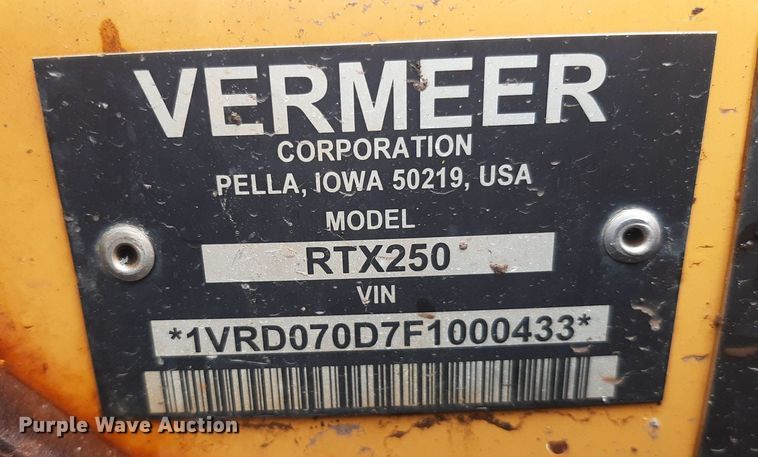 VERMEER
CORPORATION
PELLA, IOWA 50219, USA
MODEL
RTX250
VIN
*1VRD070D7F1000433*
Purple Wave Auction